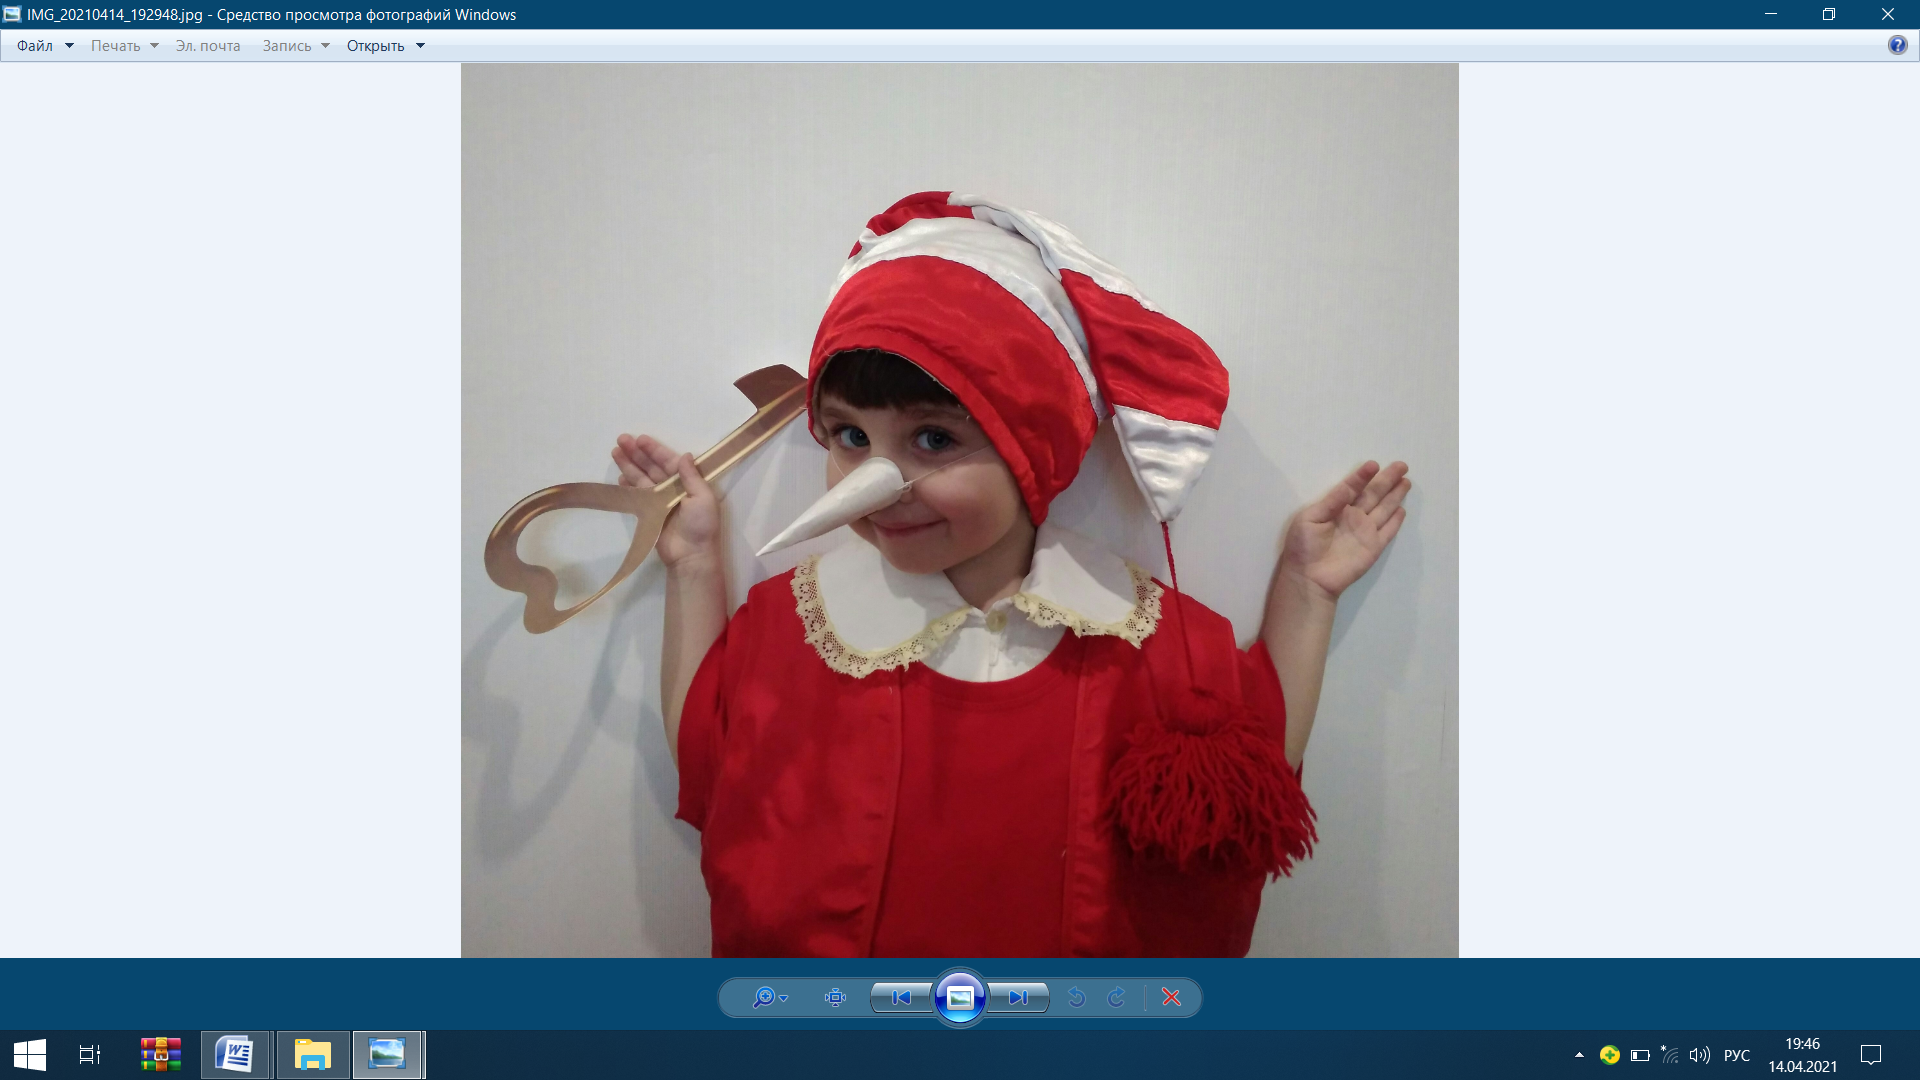 IMG_20210414_192948.jpg - Средство просмотра фотографий Windows
Файл Печать Эл. почта Запись Открыть
РУС
19:46
14.04.2021